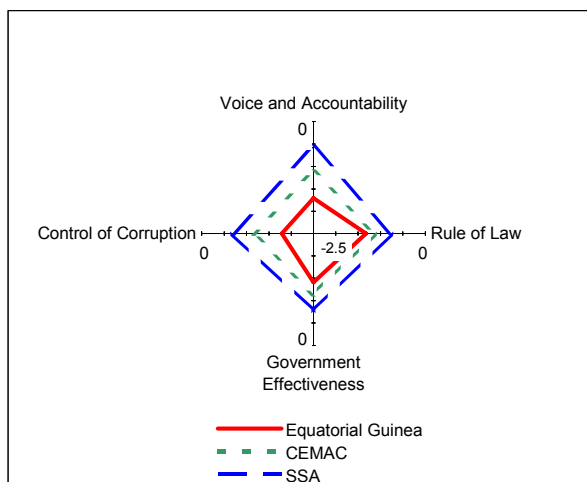 Voice and Accountability
0
Control of Corruption
0
-2.5
Rule of Law
0
0
Government
Effectiveness
Equatorial Guinea
CEMAC
SSA